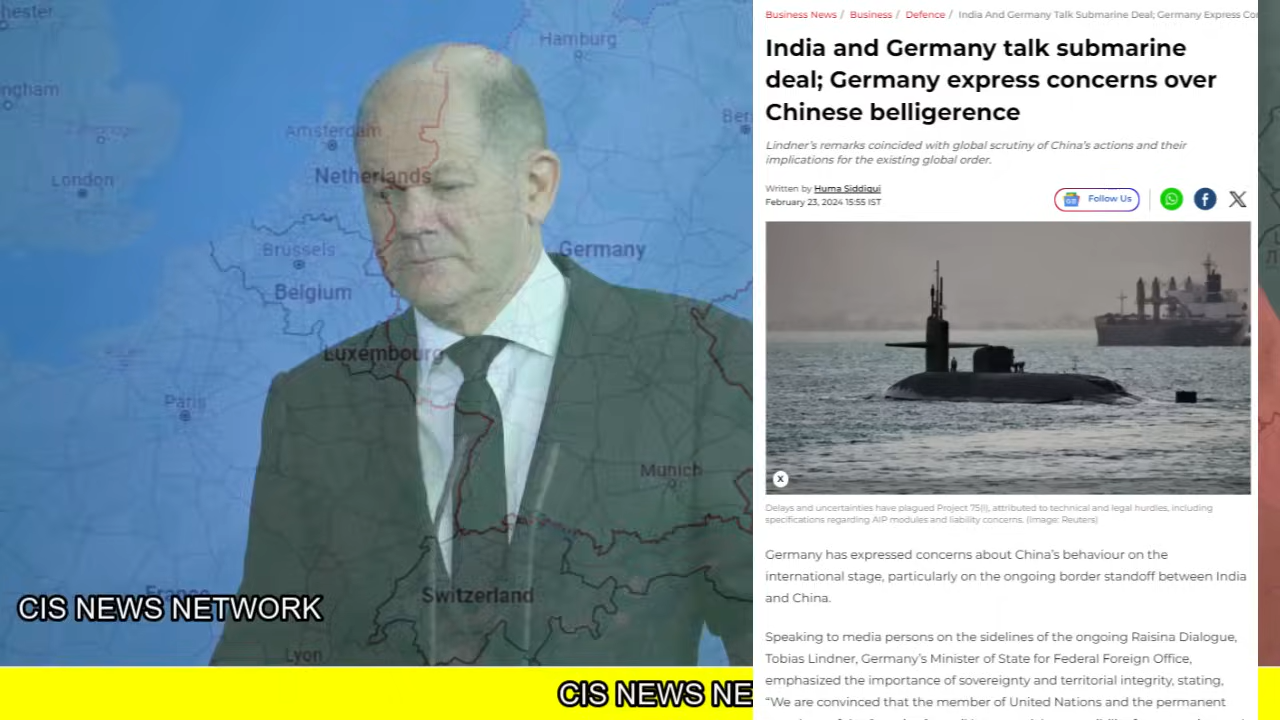 Hamburg
London
Amsterdam
Netherlands
Brussels
Belgium
Germany
Luxembourg
Paris
Munich
Switzerland
France
Lyon
CIS NEWS NETWORK
CIS NEWS NE
Business News / Business / Defence / India And Germany Talk Submarine Deal; Germany Express
India and Germany talk submarine
deal; Germany express concerns over
Chinese belligerence
Lindner's remarks coincided with global scrutiny of China's actions and their
implications for the existing global order.
Written by Huma Siddiqui
February 23, 2024 15:55 IST
Follow Us
X
Delays and uncertainties have plagued Project 75(I), attributed to technical and legal hurdles, including
specifications regarding AIP modules and liability concerns. (Image: Reuters)
Germany has expressed concerns about China's behaviour on the
international stage, particularly on the ongoing border standoff between India
and China.
Speaking to media persons on the sidelines of the ongoing Raisina Dialogue,
Tobias Lindner, Germany's Minister of State for Federal Foreign Office,
emphasized the importance of sovereignty and territorial integrity, stating,
"We are convinced that the member of United Nations and the permanent